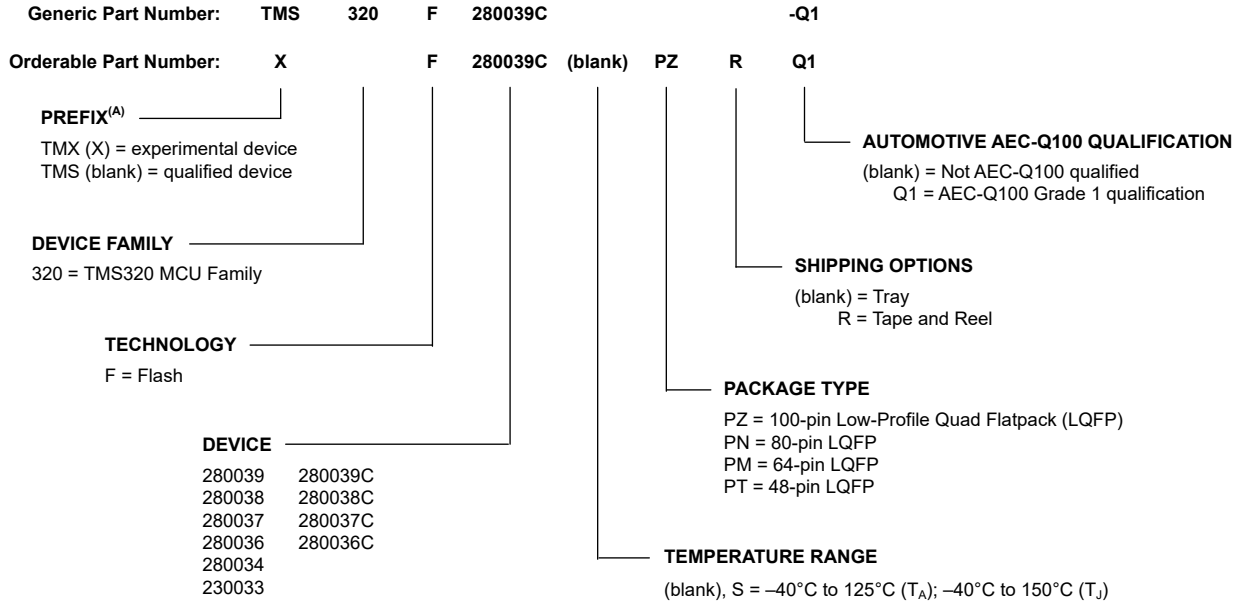 Generic Part Number: TMS 320 F 280039C -Q1
Orderable Part Number: X F 280039C (blank) PZ R Q1
PREFIX(A)
TMX (X) = experimental device
TMS (blank) = qualified device
AUTOMOTIVE AEC-Q100 QUALIFICATION
(blank) = Not AEC-Q100 qualified
Q1 = AEC-Q100 Grade 1 qualification
DEVICE FAMILY
320 = TMS320 MCU Family
SHIPPING OPTIONS
(blank) = Tray
R = Tape and Reel
TECHNOLOGY
F = Flash
PACKAGE TYPE
PZ = 100-pin Low-Profile Quad Flatpack (LQFP)
PN = 80-pin LQFP
PM = 64-pin LQFP
PT = 48-pin LQFP
DEVICE
280039 280039C
280038 280038C
280037 280037C
280036 280036C
280034
230033
TEMPERATURE RANGE
(blank), S = –40°C to 125°C (TA); –40°C to 150°C (TJ)